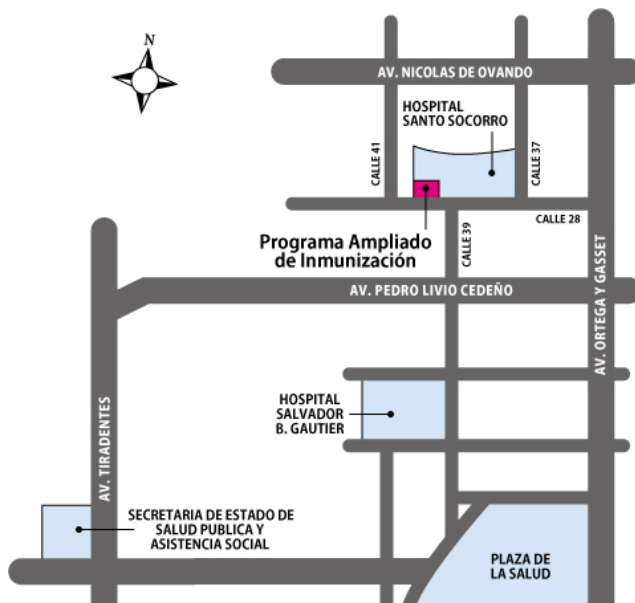 N
AV. NICOLAS DE OVANDO
HOSPITAL
SANTO SOCORRO
CALLE 41
CALLE 37
CALLE 28
Programa Ampliado
de Inmunización
CALLE 39
AV. PEDRO LIVIO CEDEÑO
AV. ORTEGA Y GASSET
HOSPITAL
SALVADOR
B. GAUTIER
AV. TIRADENTES
SECRETARIA DE ESTADO DE
SALUD PUBLICA Y
ASISTENCIA SOCIAL
PLAZA DE
LA SALUD